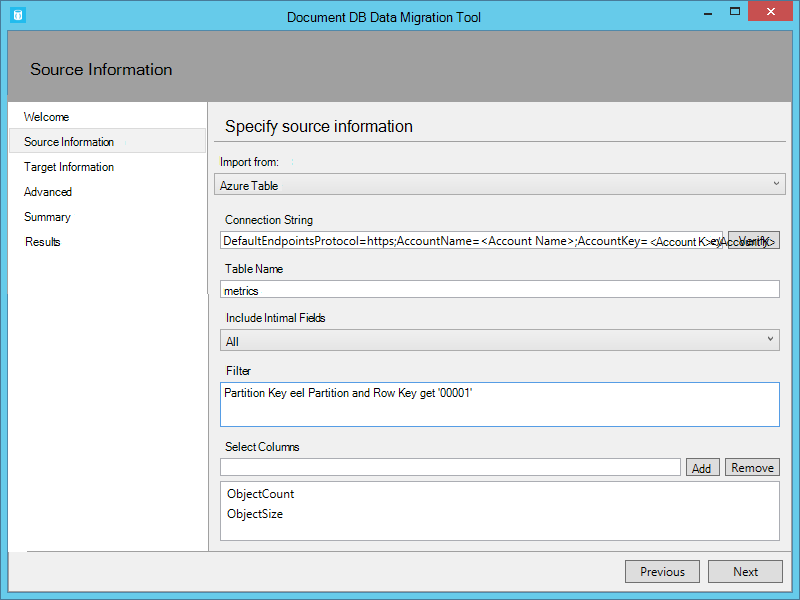 Document DB Data Migration Tool
Source Information
Welcome
Source Information
Target Information
Advanced
Summary
Results
Specify source information
Import from:
Azure Table
Connection String
DefaultEndpointsProtocol=https;AccountName=<Account Name>;AccountKey= <Account K>
Verify
Table Name
metrics
Include Intimal Fields
All
Filter
Partition Key eel Partition and Row Key get '00001'
Select Columns
Add
Remove
ObjectCount
ObjectSize
Previous
Next